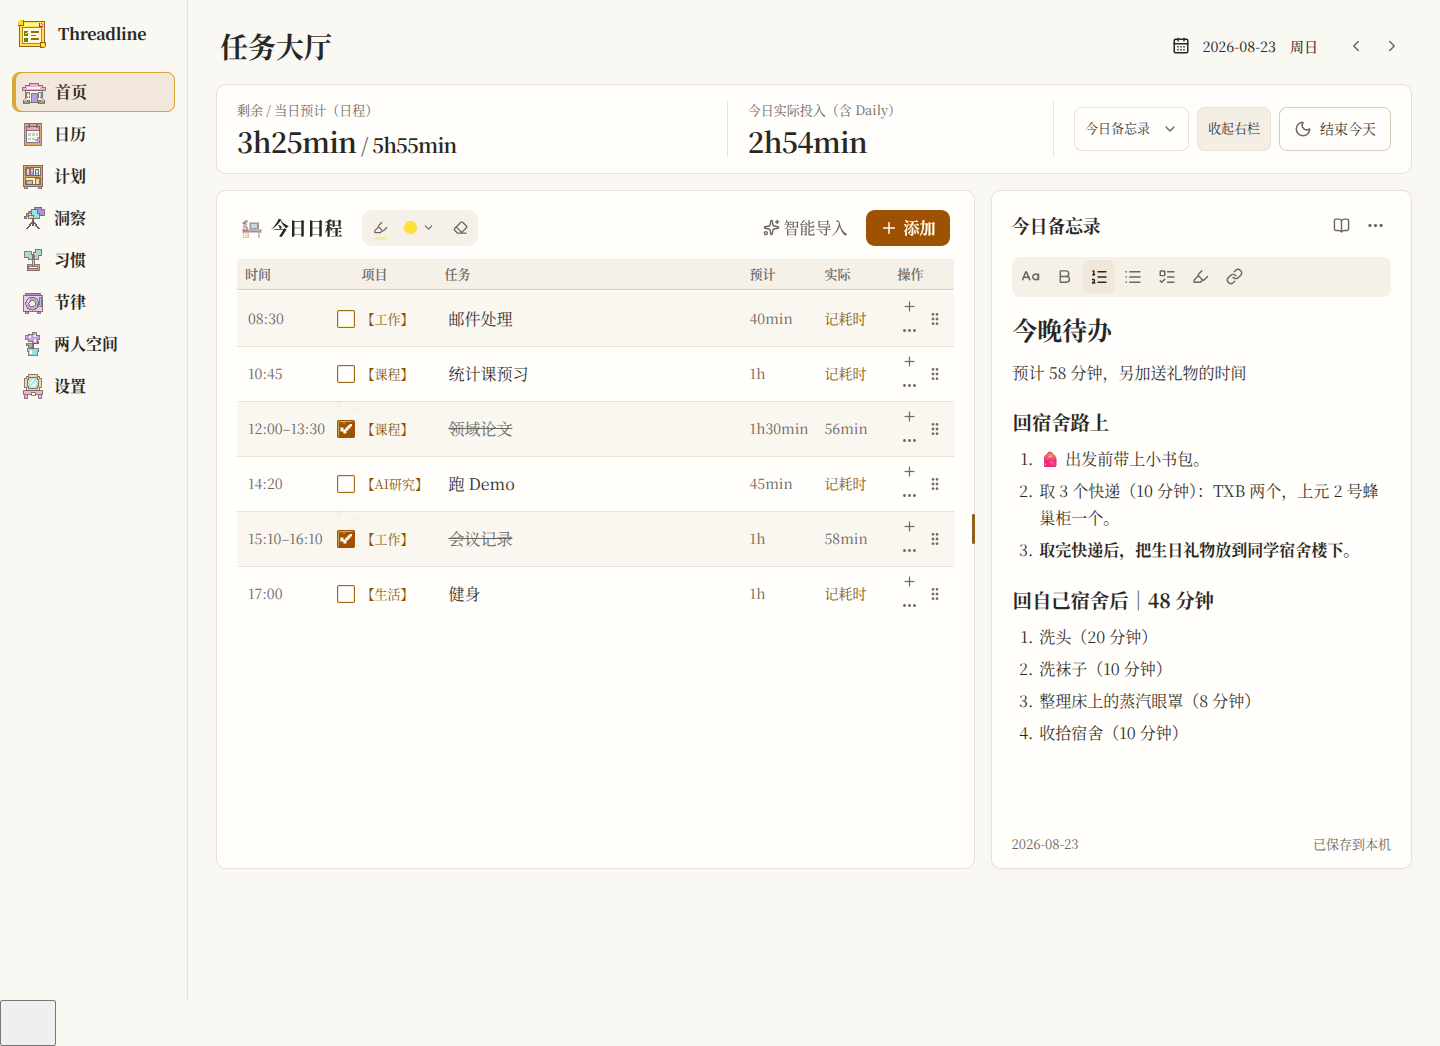 Threadline
首页
日历
计划
洞察
习惯
节律
两人空间
设置
任务大厅
2026-08-23 周日
剩余 / 当日预计（日程）
3h25min / 5h55min
今日实际投入（含 Daily）
2h54min
今日备忘录
收起右栏
结束今天
今日日程
智能导入
添加
时间 项目 任务 预计 实际 操作
08:30 【工作】 邮件处理 40min 记耗时
10:45 【课程】 统计课预习 1h 记耗时
12:00–13:30 【课程】 领域论文 1h30min 56min
14:20 【AI研究】 跑 Demo 45min 记耗时
15:10–16:10 【工作】 会议记录 1h 58min
17:00 【生活】 健身 1h 记耗时
今日备忘录
Aa B
今晚待办
预计 58 分钟，另加送礼物的时间
回宿舍路上
1. 出发前带上小书包。
2. 取 3 个快递（10 分钟）：TXB 两个，上元 2 号蜂
巢柜一个。
3. 取完快递后，把生日礼物放到同学宿舍楼下。
回自己宿舍后｜48 分钟
1. 洗头（20 分钟）
2. 洗袜子（10 分钟）
3. 整理床上的蒸汽眼罩（8 分钟）
4. 收拾宿舍（10 分钟）
2026-08-23
已保存到本机